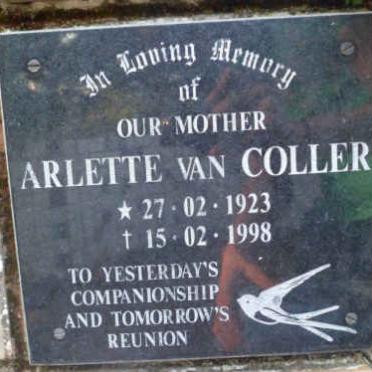 In Loving Memory
of
OUR MOTHER
ARLETTE VAN COLLER
★ 27 · 02 · 1923
† 15 · 02 · 1998
TO YESTERDAY'S
COMPANIONSHIP
AND TOMORROW'S
REUNION